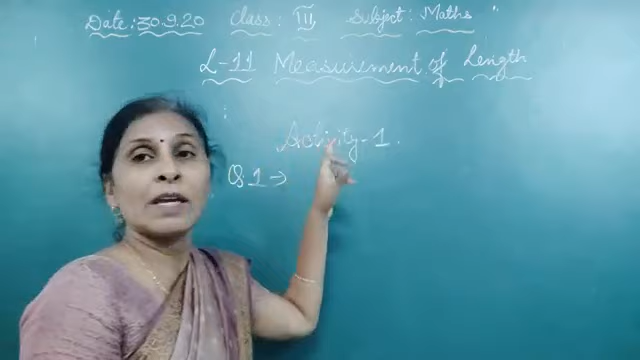 Date: 30.9.20 Class: III Subject: Maths
L-11 Measurement of Length
Activity-1.
Q.1→